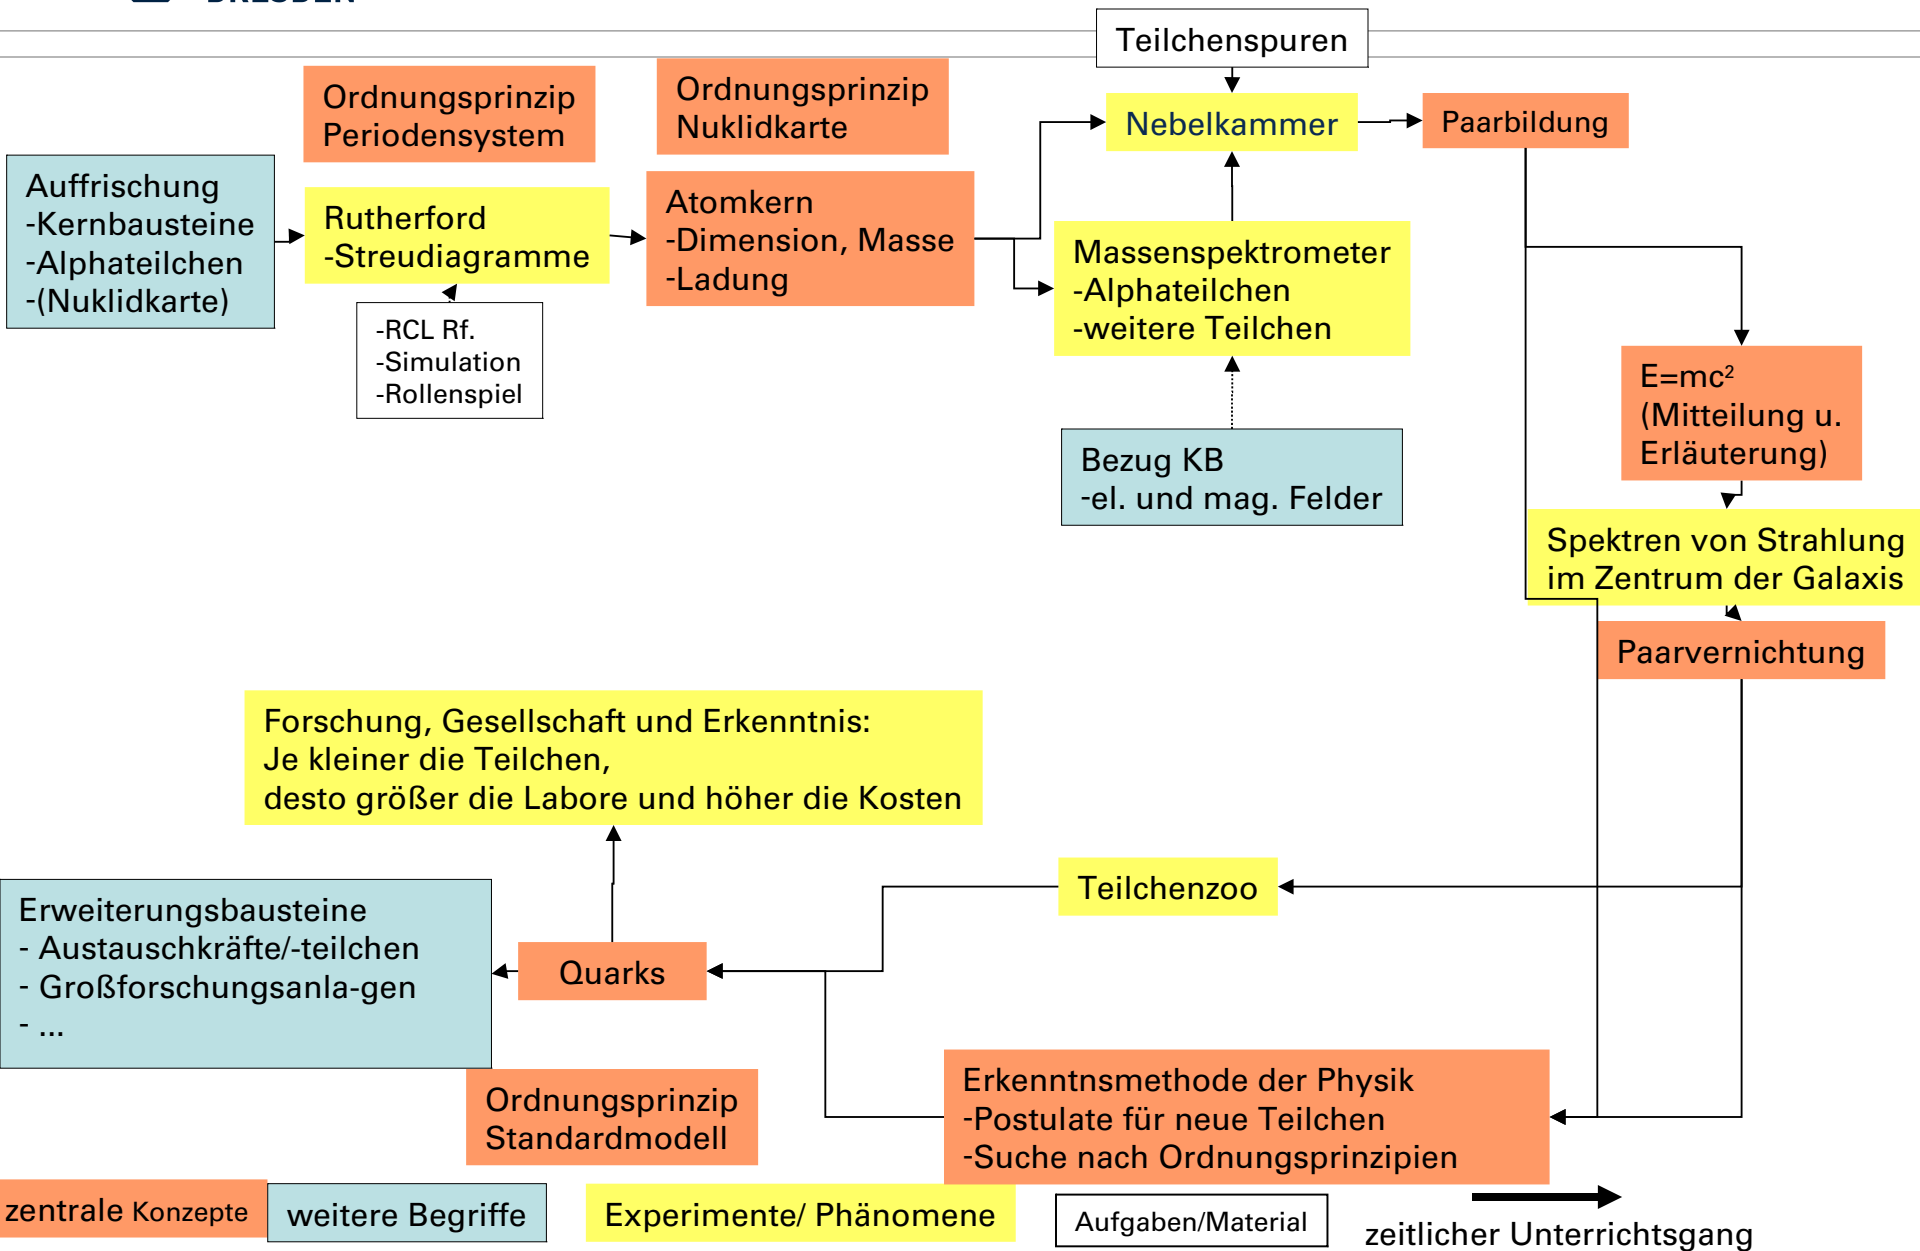 Teilchenspuren
Ordnungsprinzip
Periodensystem
Ordnungsprinzip
Nuklidkarte
Nebelkammer
Paarbildung
Auffrischung
-Kernbausteine
-Alphateilchen
-(Nuklidkarte)
Rutherford
-Streudiagramme
Atomkern
-Dimension, Masse
-Ladung
Massenspektrometer
-Alphateilchen
-weitere Teilchen
-RCL Rf.
-Simulation
-Rollenspiel
E=mc²
(Mitteilung u.
Erläuterung)
Bezug KB
-el. und mag. Felder
Spektren von Strahlung
im Zentrum der Galaxis
Paarvernichtung
Forschung, Gesellschaft und Erkenntnis:
Je kleiner die Teilchen,
desto größer die Labore und höher die Kosten
Teilchenzoo
Erweiterungsbausteine
- Austauschkräfte/-teilchen
- Großforschungsanla-gen
- ...
Quarks
Ordnungsprinzip
Standardmodell
Erkenntnsmethode der Physik
-Postulate für neue Teilchen
-Suche nach Ordnungsprinzipien
zentrale Konzepte
weitere Begriffe
Experimente/ Phänomene
Aufgaben/Material
zeitlicher Unterrichtsgang